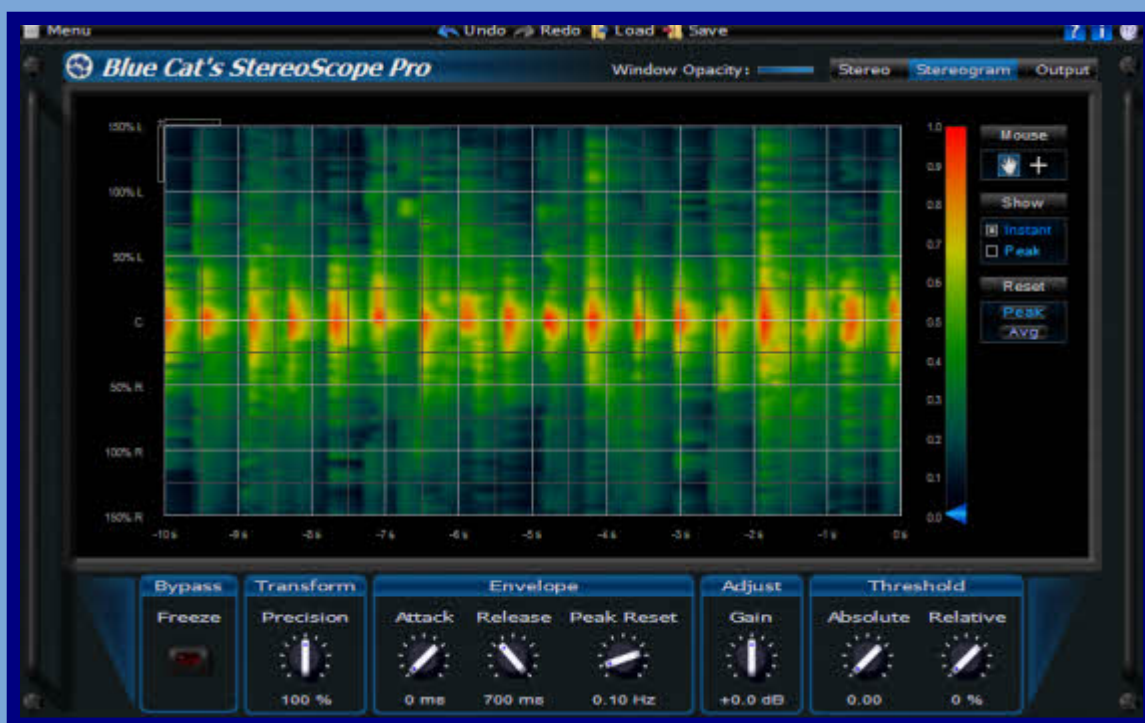 Menu Undo Redo Load Save ? i
Blue Cat's StereoScope Pro Window Opacity: Stereo Stereogram Output
150% L
100% L
50% L
C
50% R
100% R
150% R
-10s -9s -8s -7s -6s -5s -4s -3s -2s -1s 0s
1.0
0.9
0.8
0.7
0.6
0.5
0.4
0.3
0.2
0.1
0.0
Mouse
Show
Instant
Peak
Reset
Peak
Avg
Bypass Transform Envelope Adjust Threshold
Freeze Precision Attack Release Peak Reset Gain Absolute Relative
100 % 0 ms 700 ms 0.10 Hz +0.0 dB 0.00 0 %